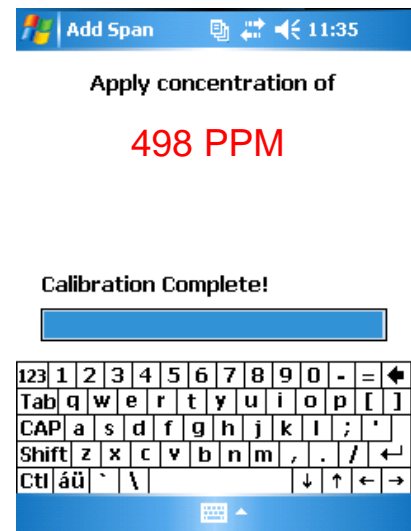 Add Span 11:35
Apply concentration of
498 PPM
Calibration Complete!
123 1 2 3 4 5 6 7 8 9 0 - =
Tab q w e r t y u i o p [ ]
CAP a s d f g h j k l ; '
Shift z x c v b n m , . /
Ctl áü ` \ ↓ ↑ ← →